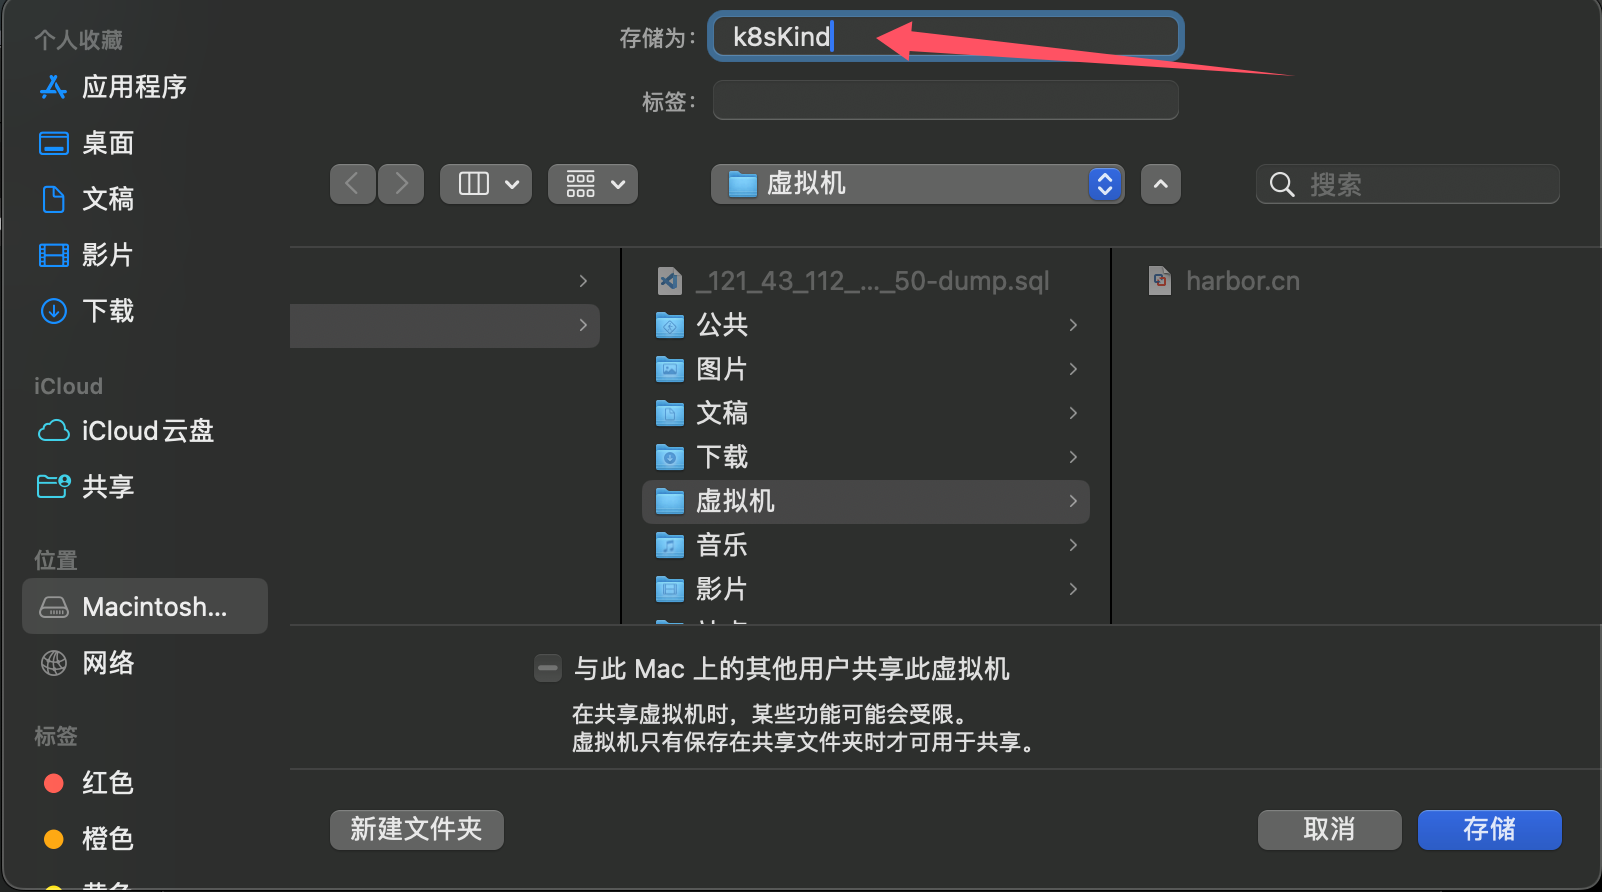 个人收藏
应用程序
桌面
文稿
影片
下载
iCloud
iCloud云盘
共享
位置
Macintosh...
网络
标签
红色
橙色
存储为：
k8sKind
标签：
虚拟机
搜索
_121_43_112_..._50-dump.sql
公共
图片
文稿
下载
虚拟机
音乐
影片
harbor.cn
与此 Mac 上的其他用户共享此虚拟机
在共享虚拟机时，某些功能可能会受限。
虚拟机只有保存在共享文件夹时才可用于共享。
新建文件夹
取消
存储